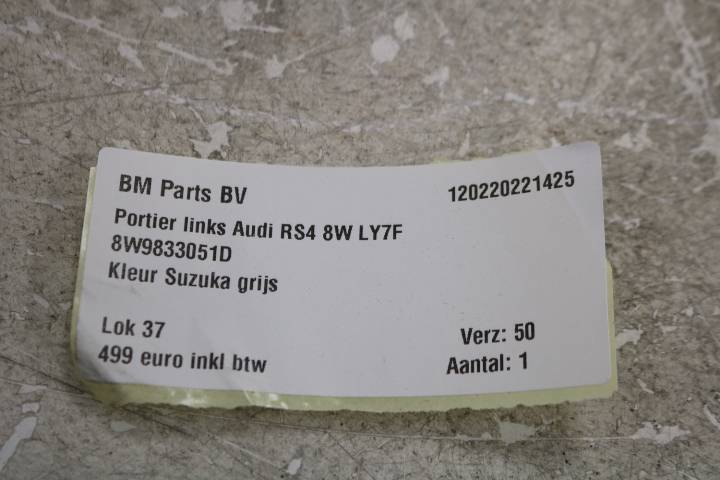 BM Parts BV 120220221425
Portier links Audi RS4 8W LY7F
8W9833051D
Kleur Suzuka grijs
Lok 37 Verz: 50
499 euro inkl btw Aantal: 1